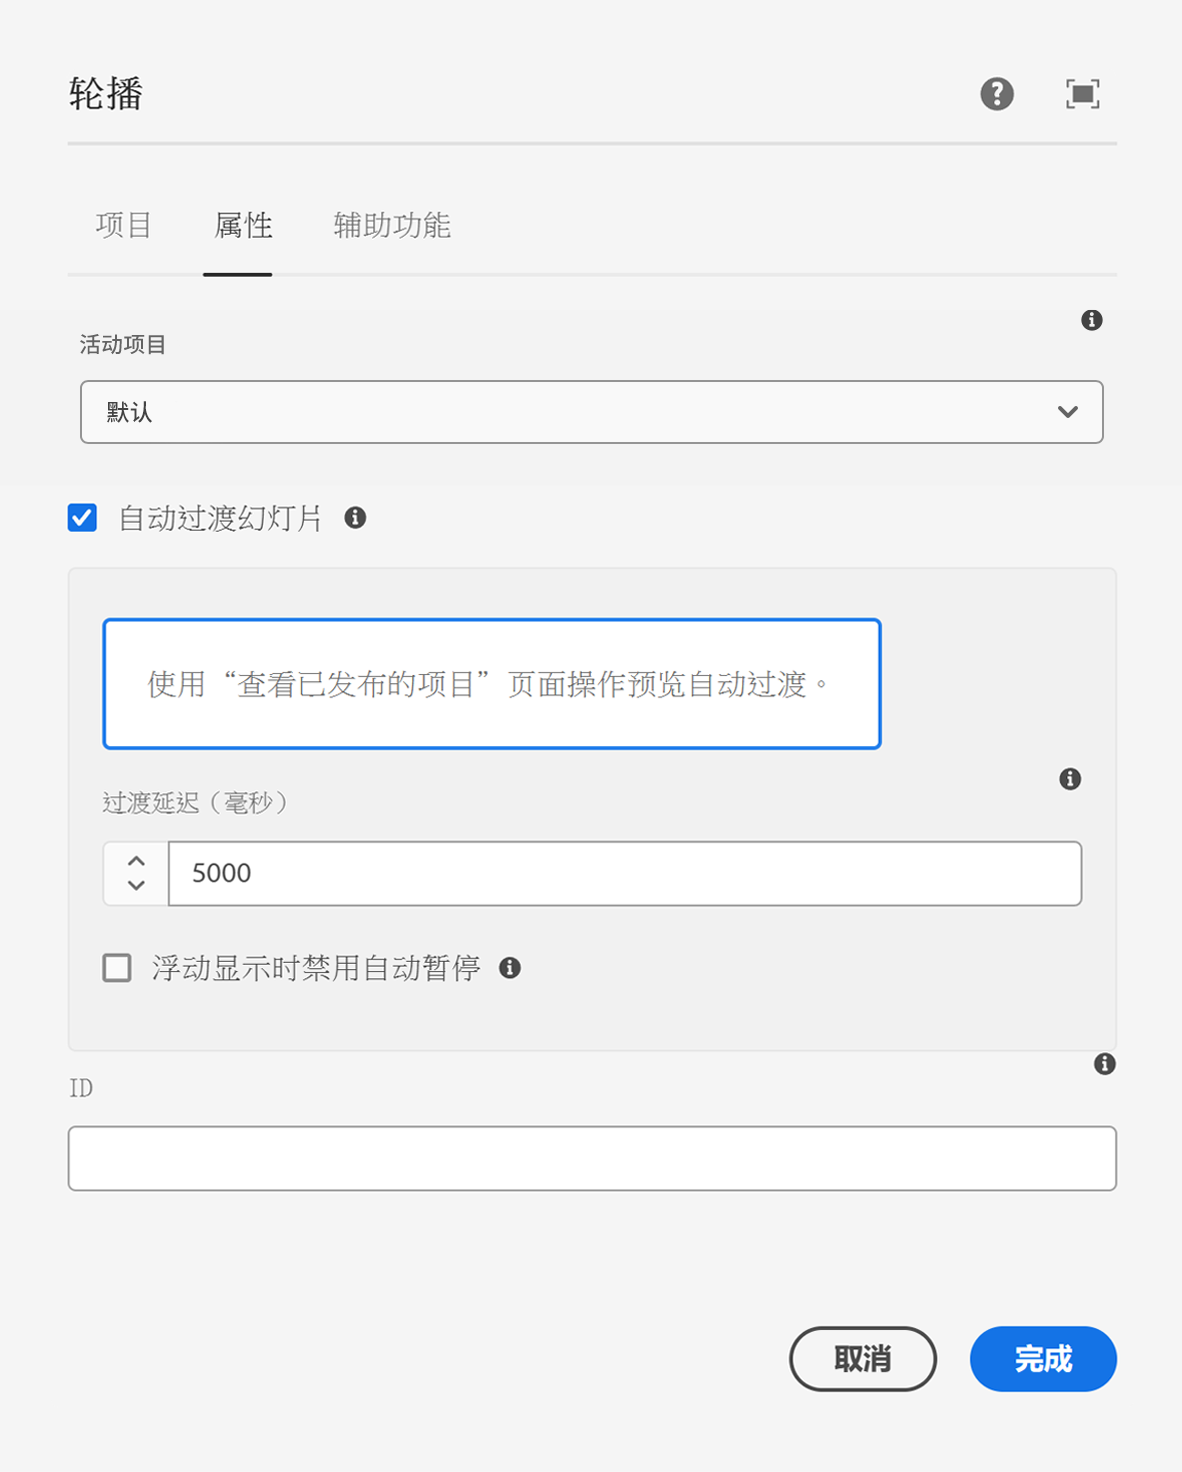 轮播
项目 属性 辅助功能
活动项目
默认
自动过渡幻灯片
使用“查看已发布的项目”页面操作预览自动过渡。
过渡延迟（毫秒）
5000
浮动显示时禁用自动暂停
ID
取消 完成